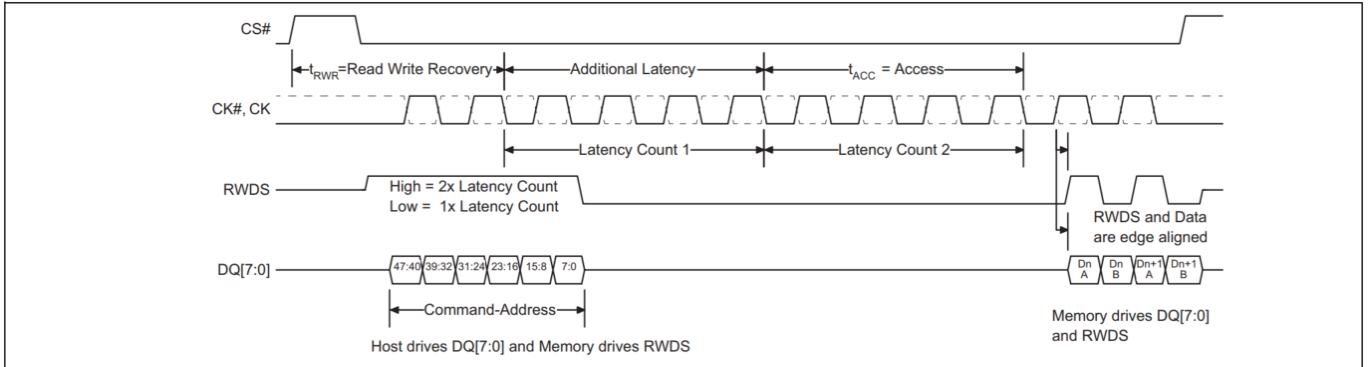 CS#
t_RWR=Read Write Recovery
Additional Latency
t_ACC = Access
CK#, CK
Latency Count 1
Latency Count 2
RWDS
High = 2x Latency Count
Low = 1x Latency Count
RWDS and Data
are edge aligned
DQ[7:0]
47:40 39:32 31:24 23:16 15:8 7:0
Dn A
Dn B
Dn+1 A
Dn+1 B
Command-Address
Memory drives DQ[7:0]
and RWDS
Host drives DQ[7:0] and Memory drives RWDS